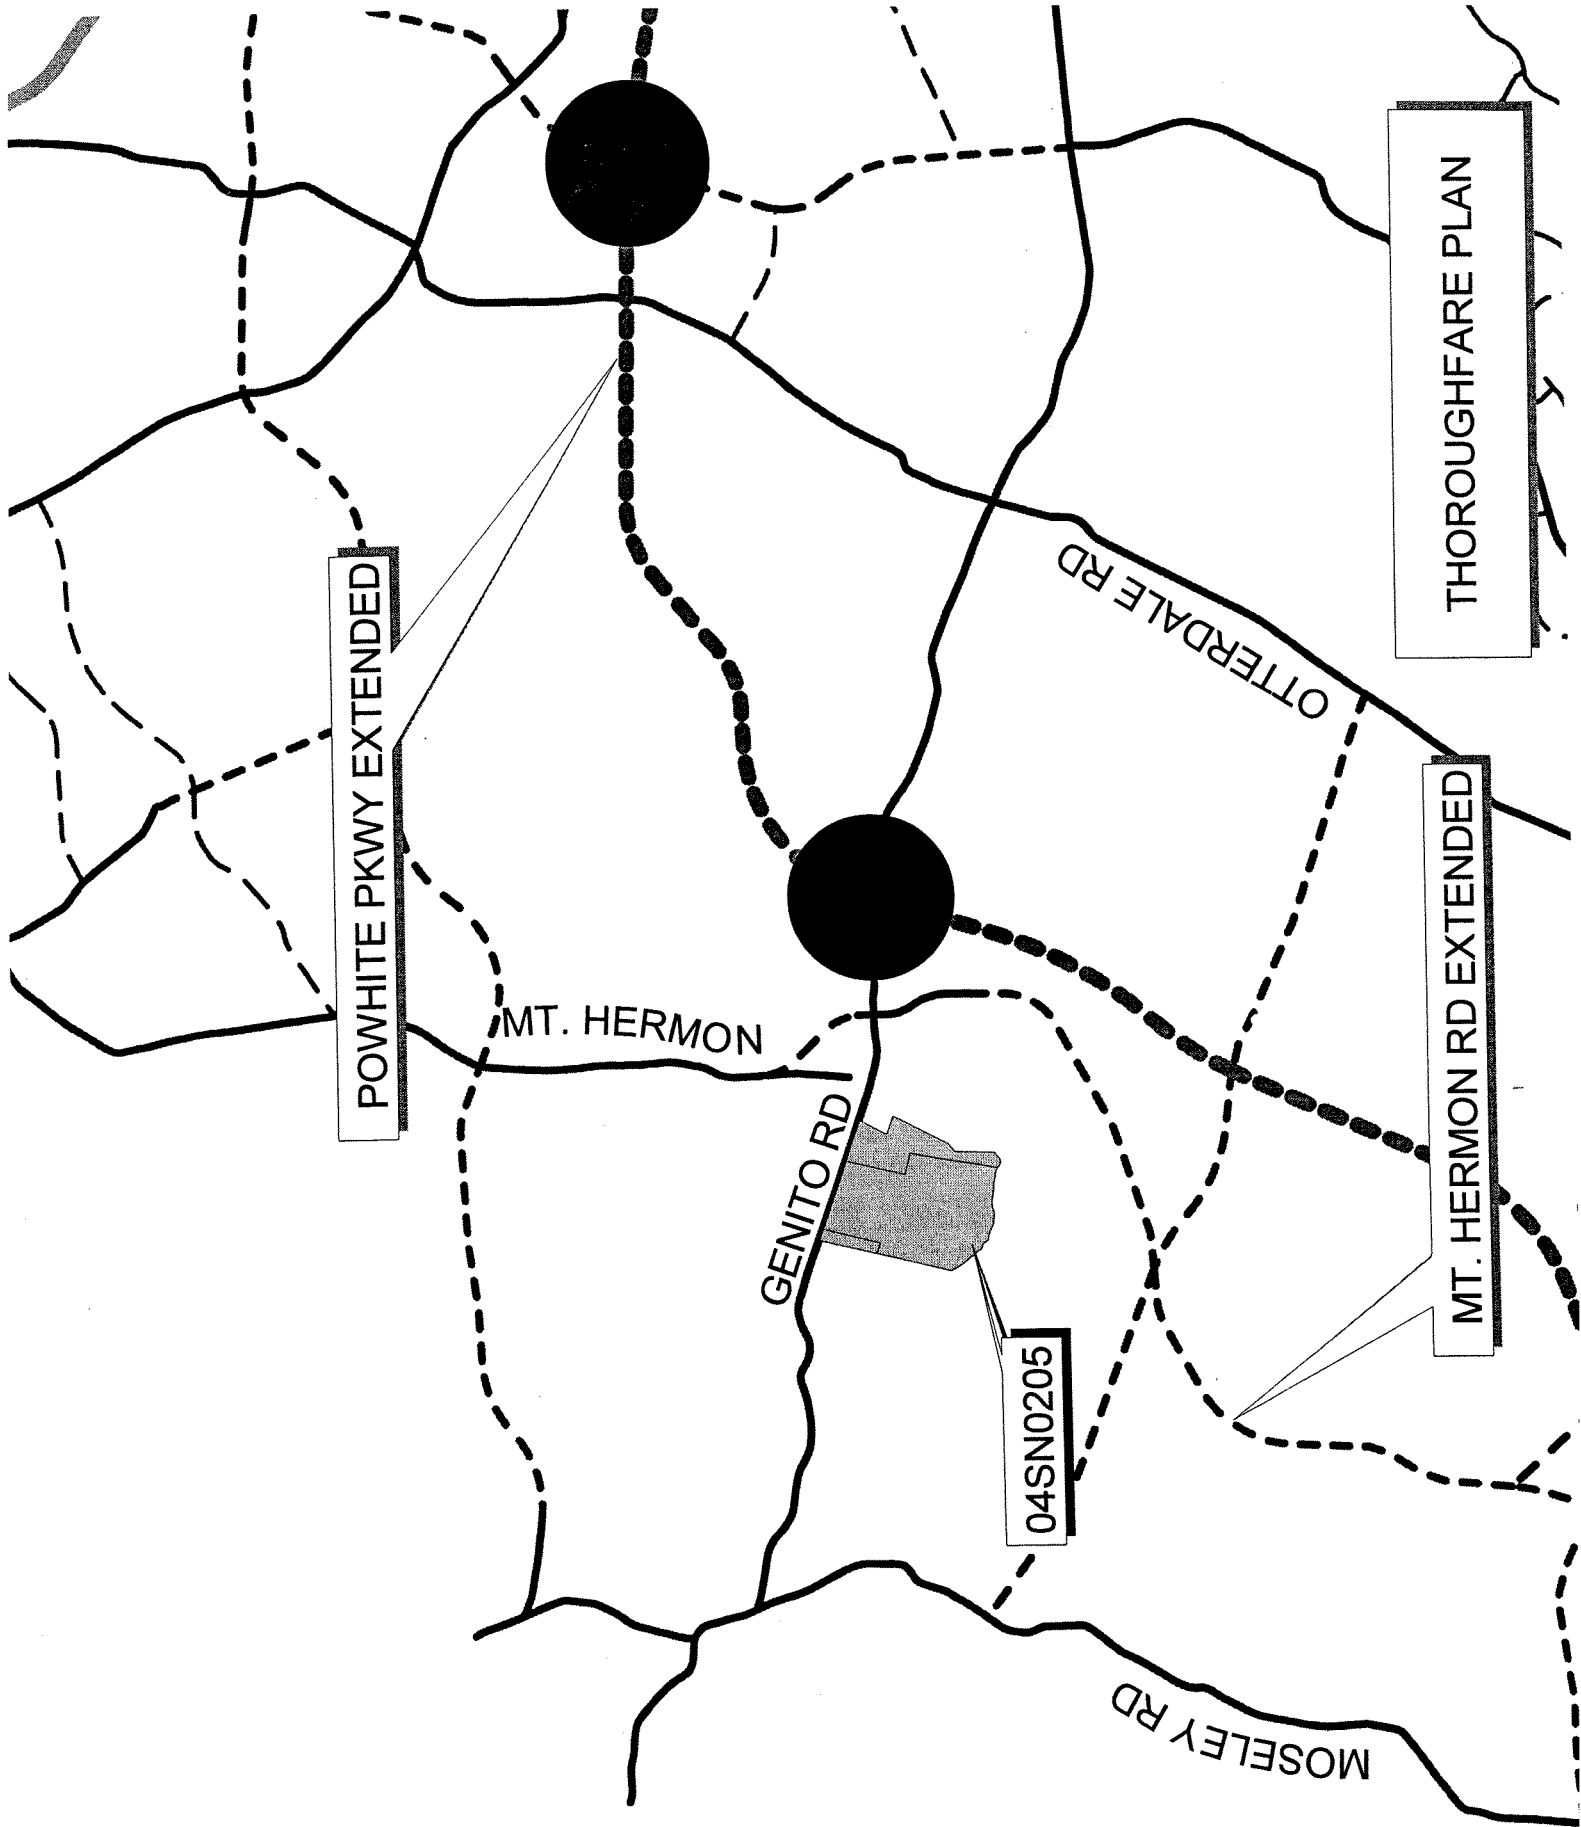 THOROUGHFARE PLAN
POWHITE PKWY EXTENDED
OTTERDALE RD
MT. HERMON
GENITO RD
MT. HERMON RD EXTENDED
04SN0205
MOSELEY RD